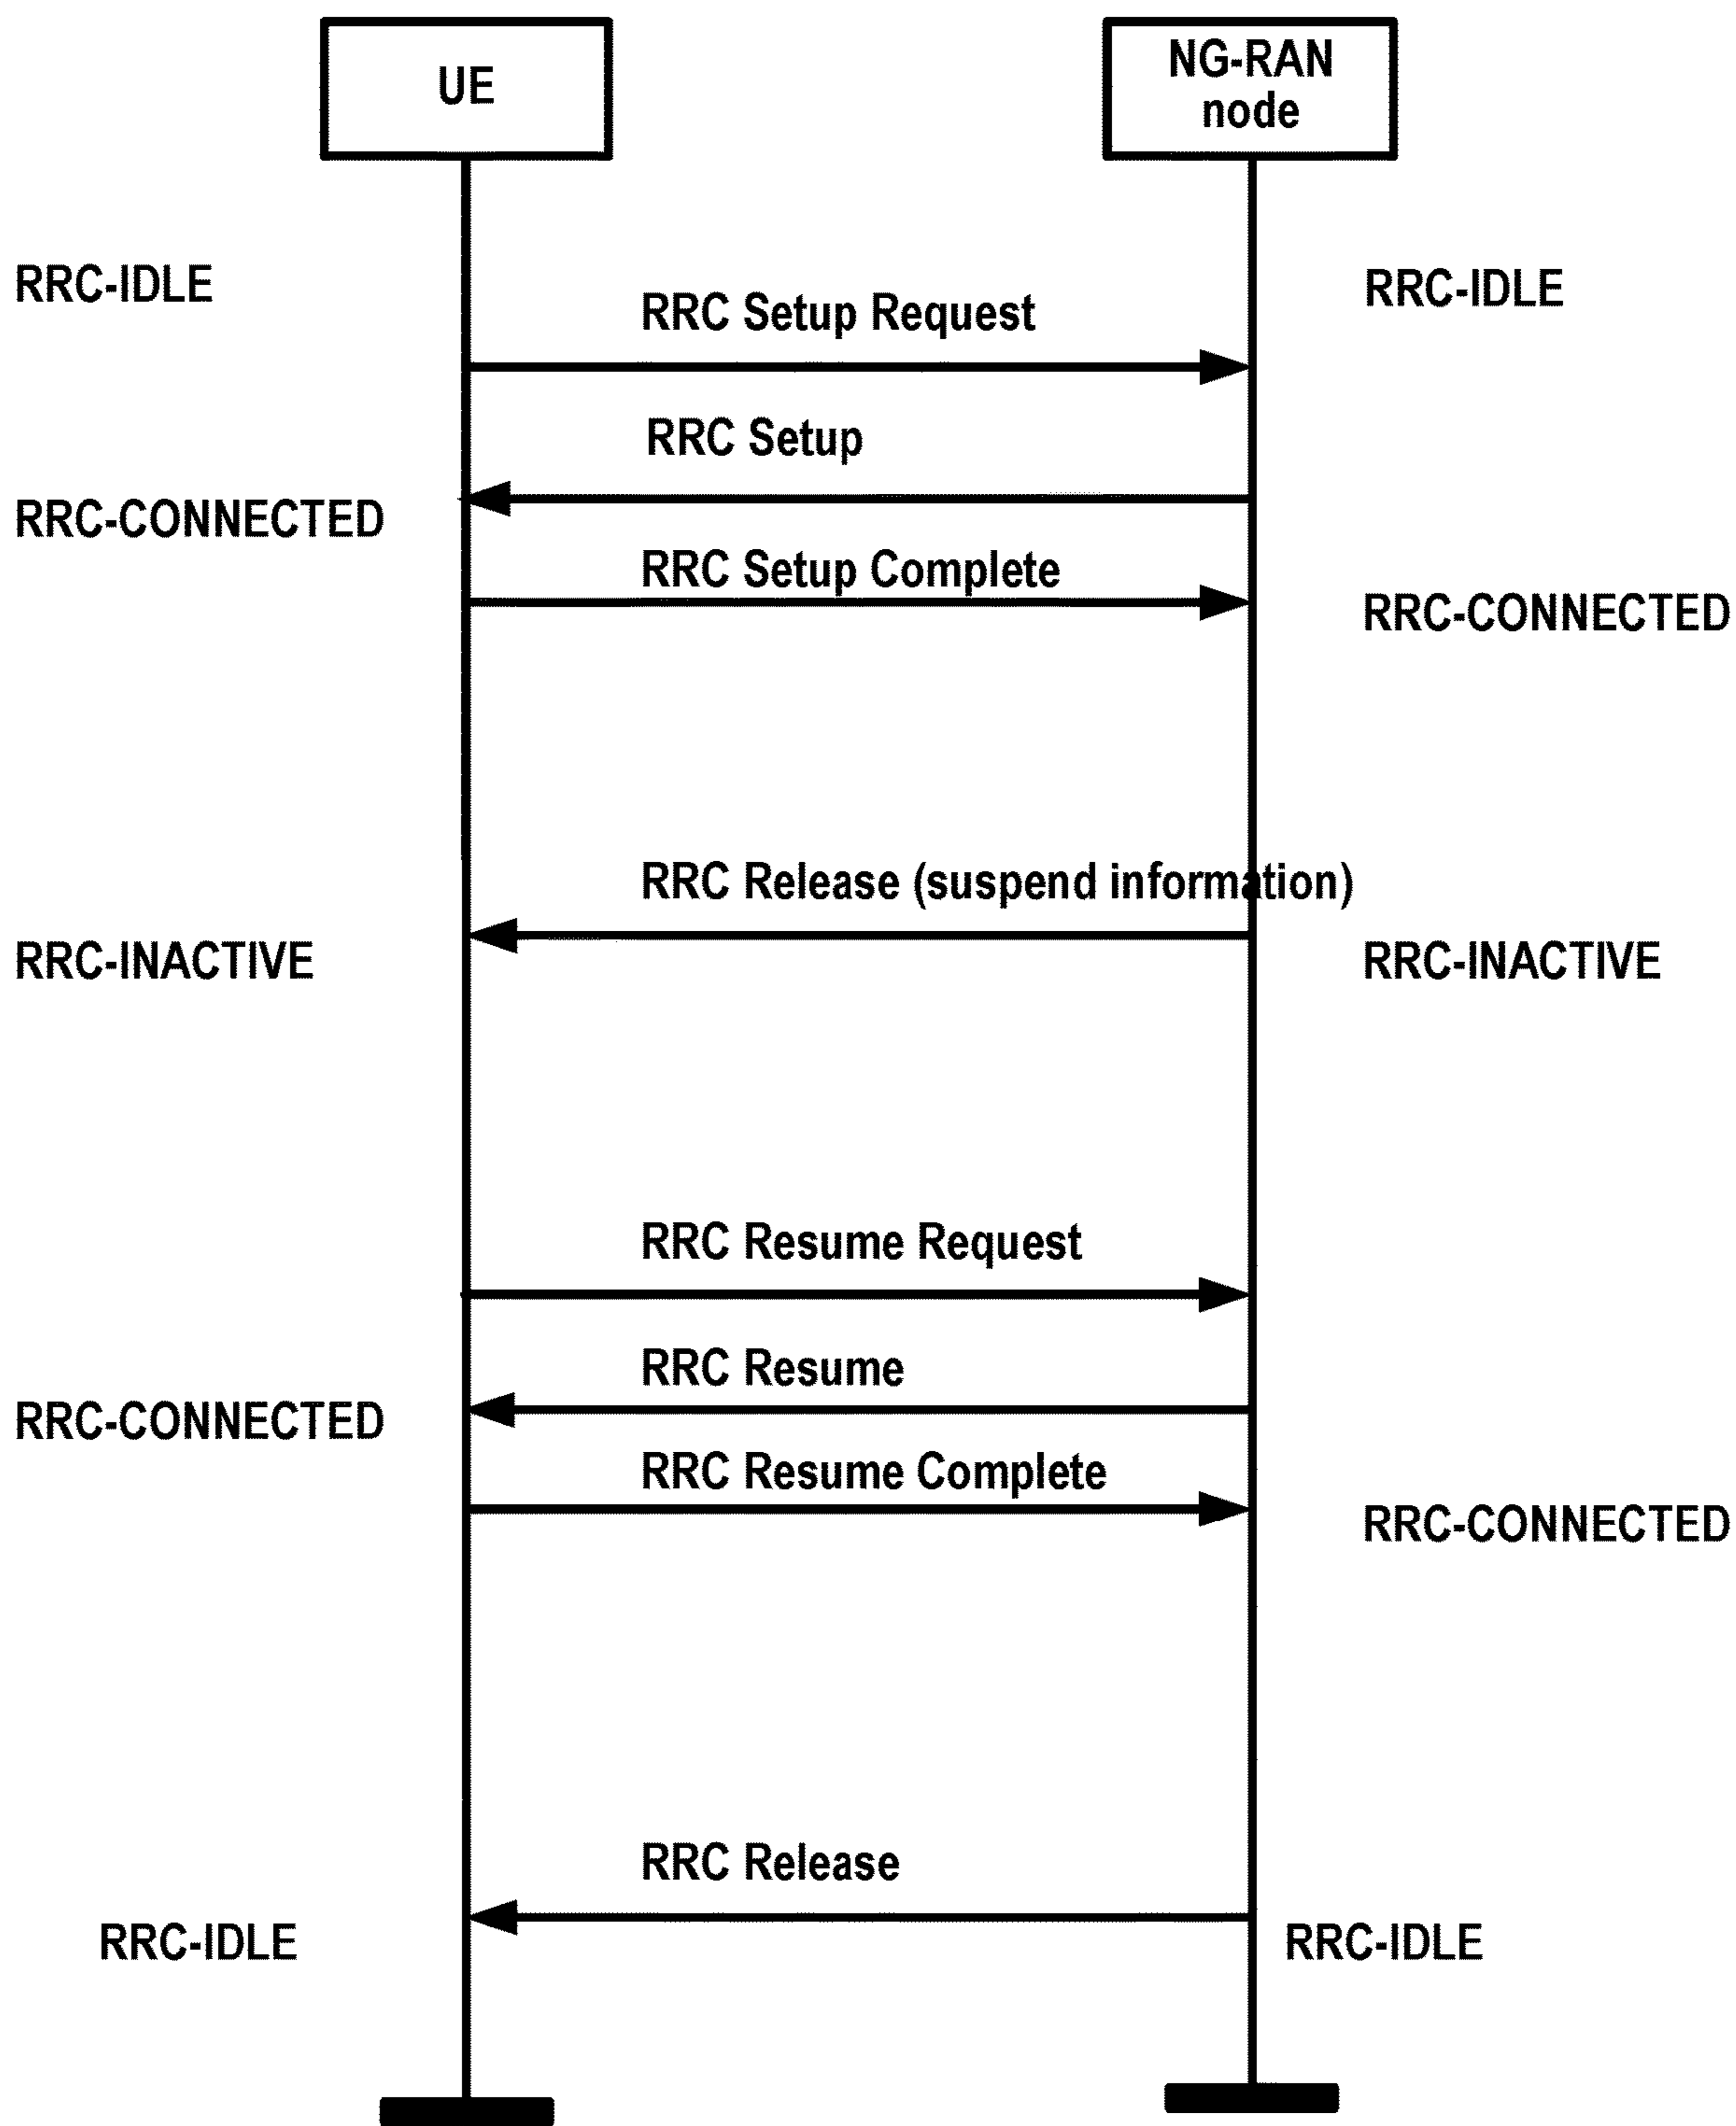 UE
NG-RAN
node
RRC-IDLE
RRC-IDLE
RRC Setup Request
RRC Setup
RRC-CONNECTED
RRC Setup Complete
RRC-CONNECTED
RRC Release (suspend information)
RRC-INACTIVE
RRC-INACTIVE
RRC Resume Request
RRC Resume
RRC-CONNECTED
RRC Resume Complete
RRC-CONNECTED
RRC Release
RRC-IDLE
RRC-IDLE